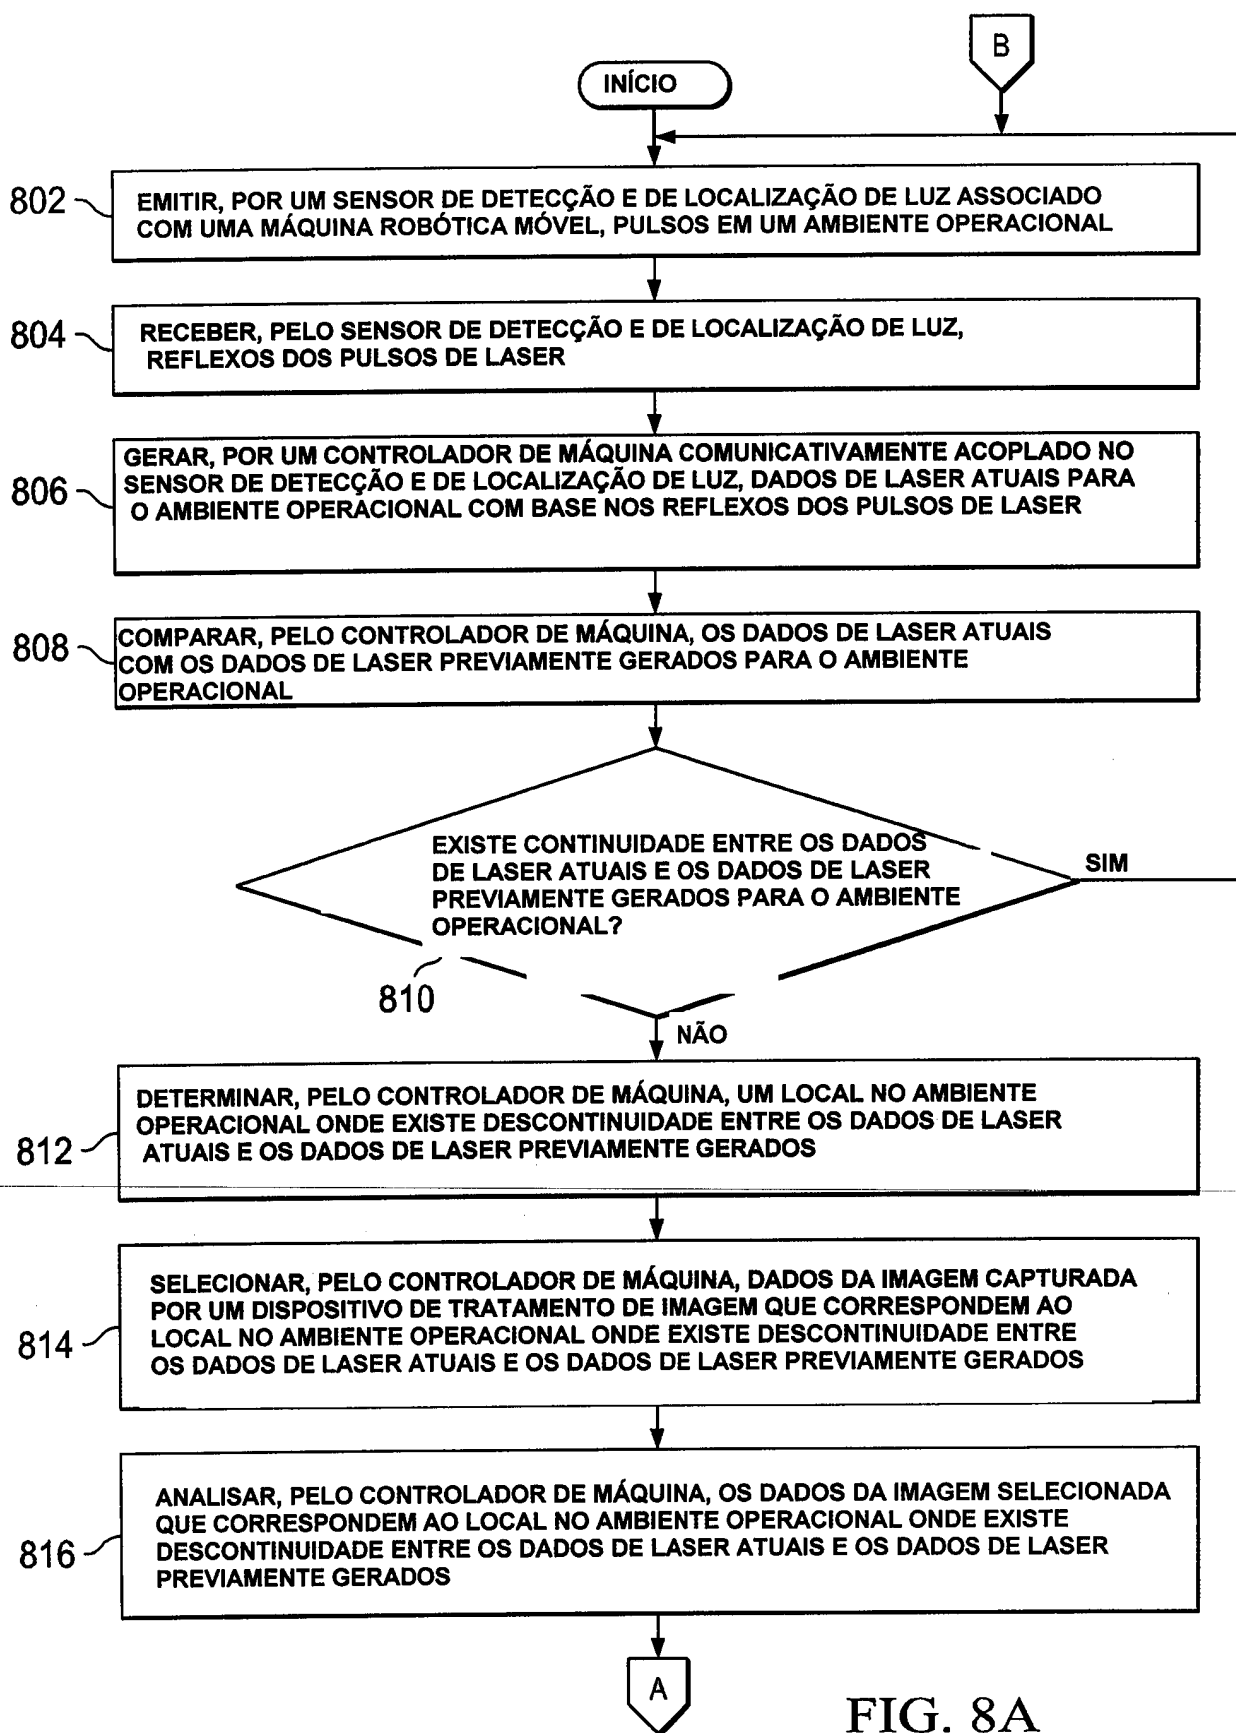 B
INÍCIO
802
EMITIR, POR UM SENSOR DE DETECÇÃO E DE LOCALIZAÇÃO DE LUZ ASSOCIADO
COM UMA MÁQUINA ROBÓTICA MÓVEL, PULSOS EM UM AMBIENTE OPERACIONAL
804
RECEBER, PELO SENSOR DE DETECÇÃO E DE LOCALIZAÇÃO DE LUZ,
REFLEXOS DOS PULSOS DE LASER
806
GERAR, POR UM CONTROLADOR DE MÁQUINA COMUNICATIVAMENTE ACOPLADO NO
SENSOR DE DETECÇÃO E DE LOCALIZAÇÃO DE LUZ, DADOS DE LASER ATUAIS PARA
O AMBIENTE OPERACIONAL COM BASE NOS REFLEXOS DOS PULSOS DE LASER
808
COMPARAR, PELO CONTROLADOR DE MÁQUINA, OS DADOS DE LASER ATUAIS
COM OS DADOS DE LASER PREVIAMENTE GERADOS PARA O AMBIENTE
OPERACIONAL
EXISTE CONTINUIDADE ENTRE OS DADOS
DE LASER ATUAIS E OS DADOS DE LASER
PREVIAMENTE GERADOS PARA O AMBIENTE
OPERACIONAL?
SIM
810
NÃO
812
DETERMINAR, PELO CONTROLADOR DE MÁQUINA, UM LOCAL NO AMBIENTE
OPERACIONAL ONDE EXISTE DESCONTINUIDADE ENTRE OS DADOS DE LASER
ATUAIS E OS DADOS DE LASER PREVIAMENTE GERADOS
814
SELECIONAR, PELO CONTROLADOR DE MÁQUINA, DADOS DA IMAGEM CAPTURADA
POR UM DISPOSITIVO DE TRATAMENTO DE IMAGEM QUE CORRESPONDEM AO
LOCAL NO AMBIENTE OPERACIONAL ONDE EXISTE DESCONTINUIDADE ENTRE
OS DADOS DE LASER ATUAIS E OS DADOS DE LASER PREVIAMENTE GERADOS
816
ANALISAR, PELO CONTROLADOR DE MÁQUINA, OS DADOS DA IMAGEM SELECIONADA
QUE CORRESPONDEM AO LOCAL NO AMBIENTE OPERACIONAL ONDE EXISTE
DESCONTINUIDADE ENTRE OS DADOS DE LASER ATUAIS E OS DADOS DE LASER
PREVIAMENTE GERADOS
A
FIG. 8A